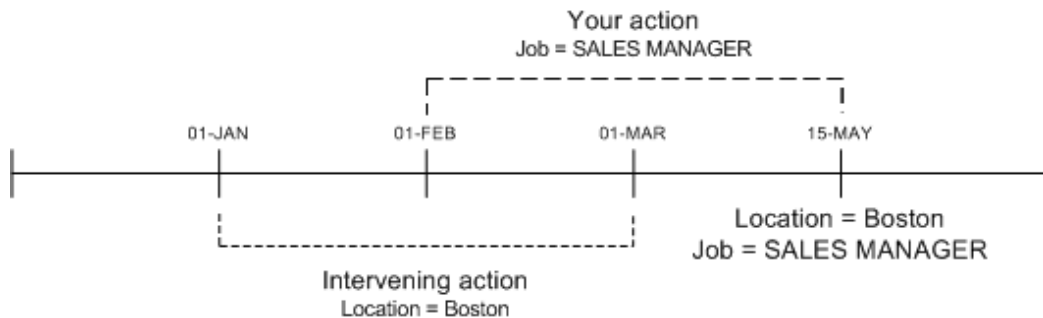 Your action
Job = SALES MANAGER
01-JAN 01-FEB 01-MAR 15-MAY
Location = Boston
Job = SALES MANAGER
Intervening action
Location = Boston